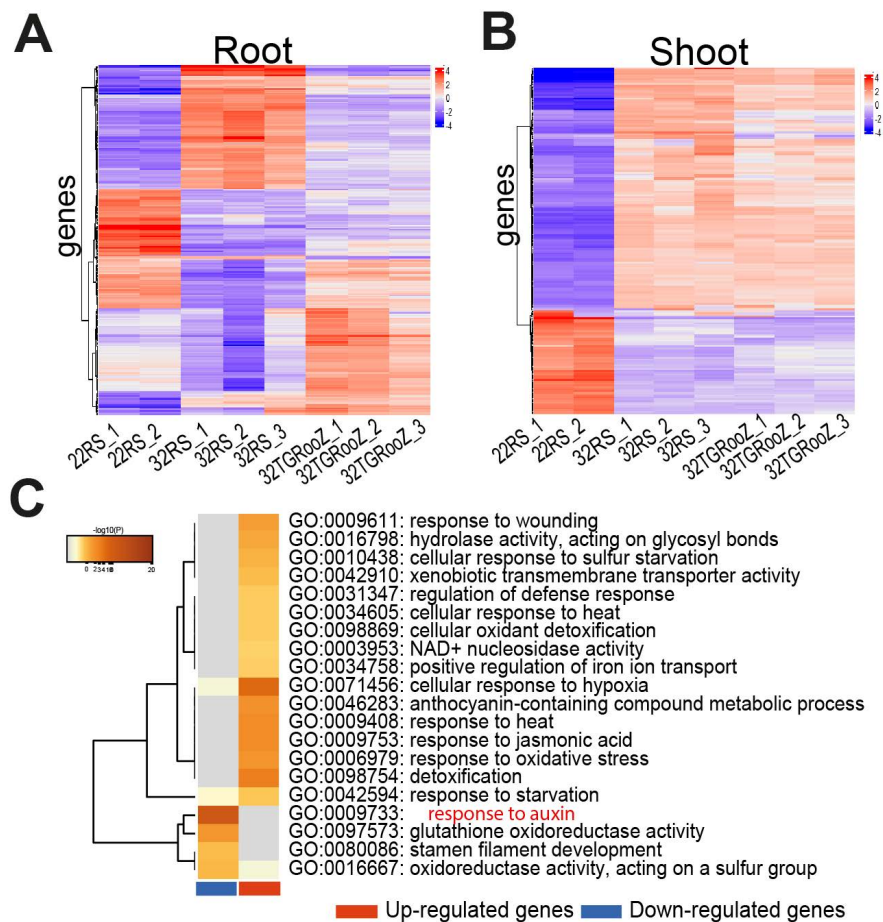 A
Root
4
2
0
-2
-4
genes
22RS_1
22RS_2
32RS_1
32RS_2
32RS_3
32TGRooZ_1
32TGRooZ_2
32TGRooZ_3
B
Shoot
4
2
0
-2
-4
genes
22RS_1
22RS_2
32RS_1
32RS_2
32RS_3
32TGRooZ_1
32TGRooZ_2
32TGRooZ_3
C
-log10(P)
20
GO:0009611: response to wounding
GO:0016798: hydrolase activity, acting on glycosyl bonds
GO:0010438: cellular response to sulfur starvation
GO:0042910: xenobiotic transmembrane transporter activity
GO:0031347: regulation of defense response
GO:0034605: cellular response to heat
GO:0098869: cellular oxidant detoxification
GO:0003953: NAD+ nucleosidase activity
GO:0034758: positive regulation of iron ion transport
GO:0071456: cellular response to hypoxia
GO:0046283: anthocyanin-containing compound metabolic process
GO:0009408: response to heat
GO:0009753: response to jasmonic acid
GO:0006979: response to oxidative stress
GO:0098754: detoxification
GO:0042594: response to starvation
GO:0009733: response to auxin
GO:0097573: glutathione oxidoreductase activity
GO:0080086: stamen filament development
GO:0016667: oxidoreductase activity, acting on a sulfur group
Up-regulated genes
Down-regulated genes